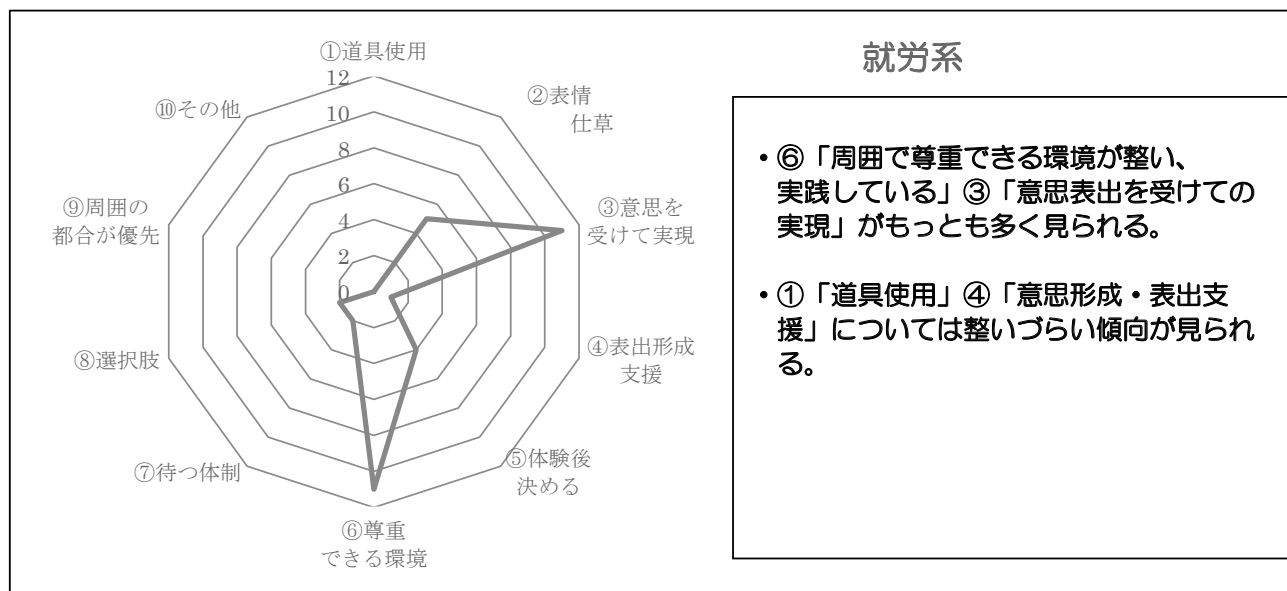 就労系
①道具使用
②表情
仕草
③意思を
受けて実現
④表出形成
支援
⑤体験後
決める
⑥尊重
できる環境
⑦待つ体制
⑧選択肢
⑨周囲の
都合が優先
⑩その他
12
10
8
6
4
2
0
・⑥「周囲で尊重できる環境が整い、
実践している」③「意思表出を受けての
実現」がもっとも多く見られる。
・①「道具使用」④「意思形成・表出支
援」については整いづらい傾向が見られ
る。